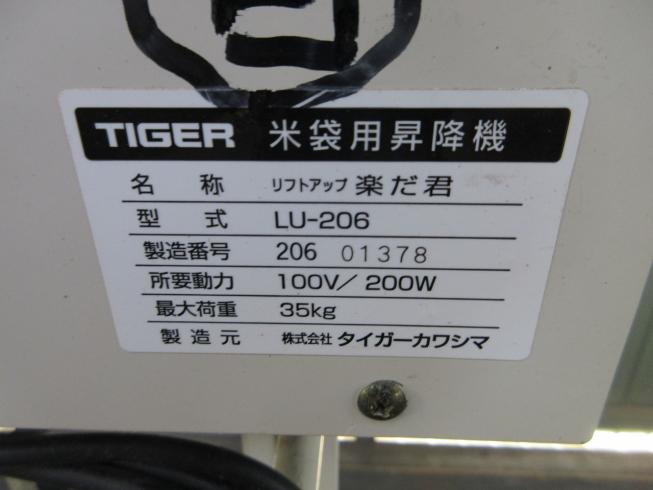 TIGER 米袋用昇降機
名称 リフトアップ 楽だ君
型式 LU-206
製造番号 206 01378
所要動力 100V/200W
最大荷重 35kg
製造元 株式会社 タイガーカワシマ